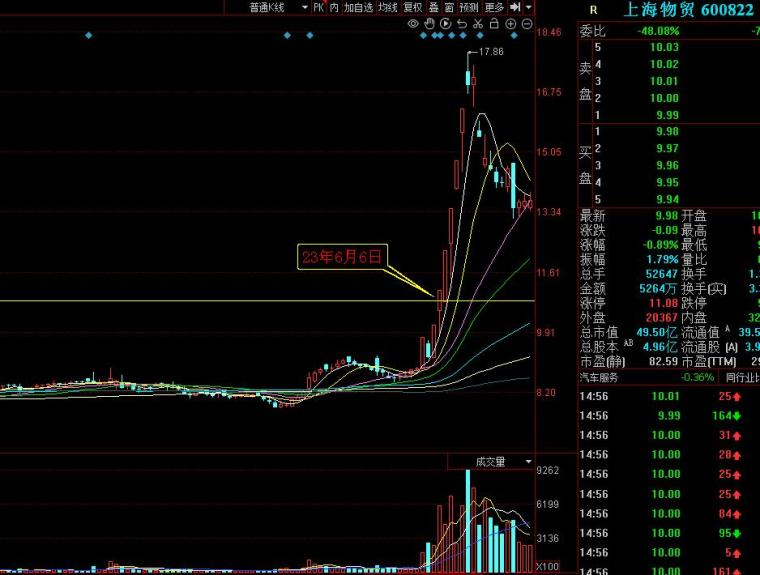 普通K线 PK 内 加自选 均线 复权 叠 窗 预测 更多
R 上海物贸 600822
18.46
17.86
16.75
15.05
13.34
23年6月6日
11.61
9.91
8.20
成交量
9262
6199
3136
X100
委比 -48.08%
卖盘
5 10.03
4 10.02
3 10.01
2 10.00
1 9.99
买盘
1 9.98
2 9.97
3 9.96
4 9.95
5 9.94
最新 9.98 开盘
涨跌 -0.09 最高
涨幅 -0.89% 最低
振幅 1.79% 量比
总手 52647 换手
金额 5264万 换手(实)
涨停 11.08 跌停
外盘 20367 内盘
总市值 49.50亿 流通值 A 39.5
总股本 AB 4.96亿 流通股 (A) 3.9
市盈(静) 82.59 市盈(TTM)
汽车服务 -0.36% 同行业比
14:56 10.01 25
14:56 9.99 164
14:56 10.00 31
14:56 10.00 28
14:56 10.00 25
14:56 10.00 25
14:56 10.00 84
14:56 10.00 95
14:56 10.00 5
14:56 10.00 161